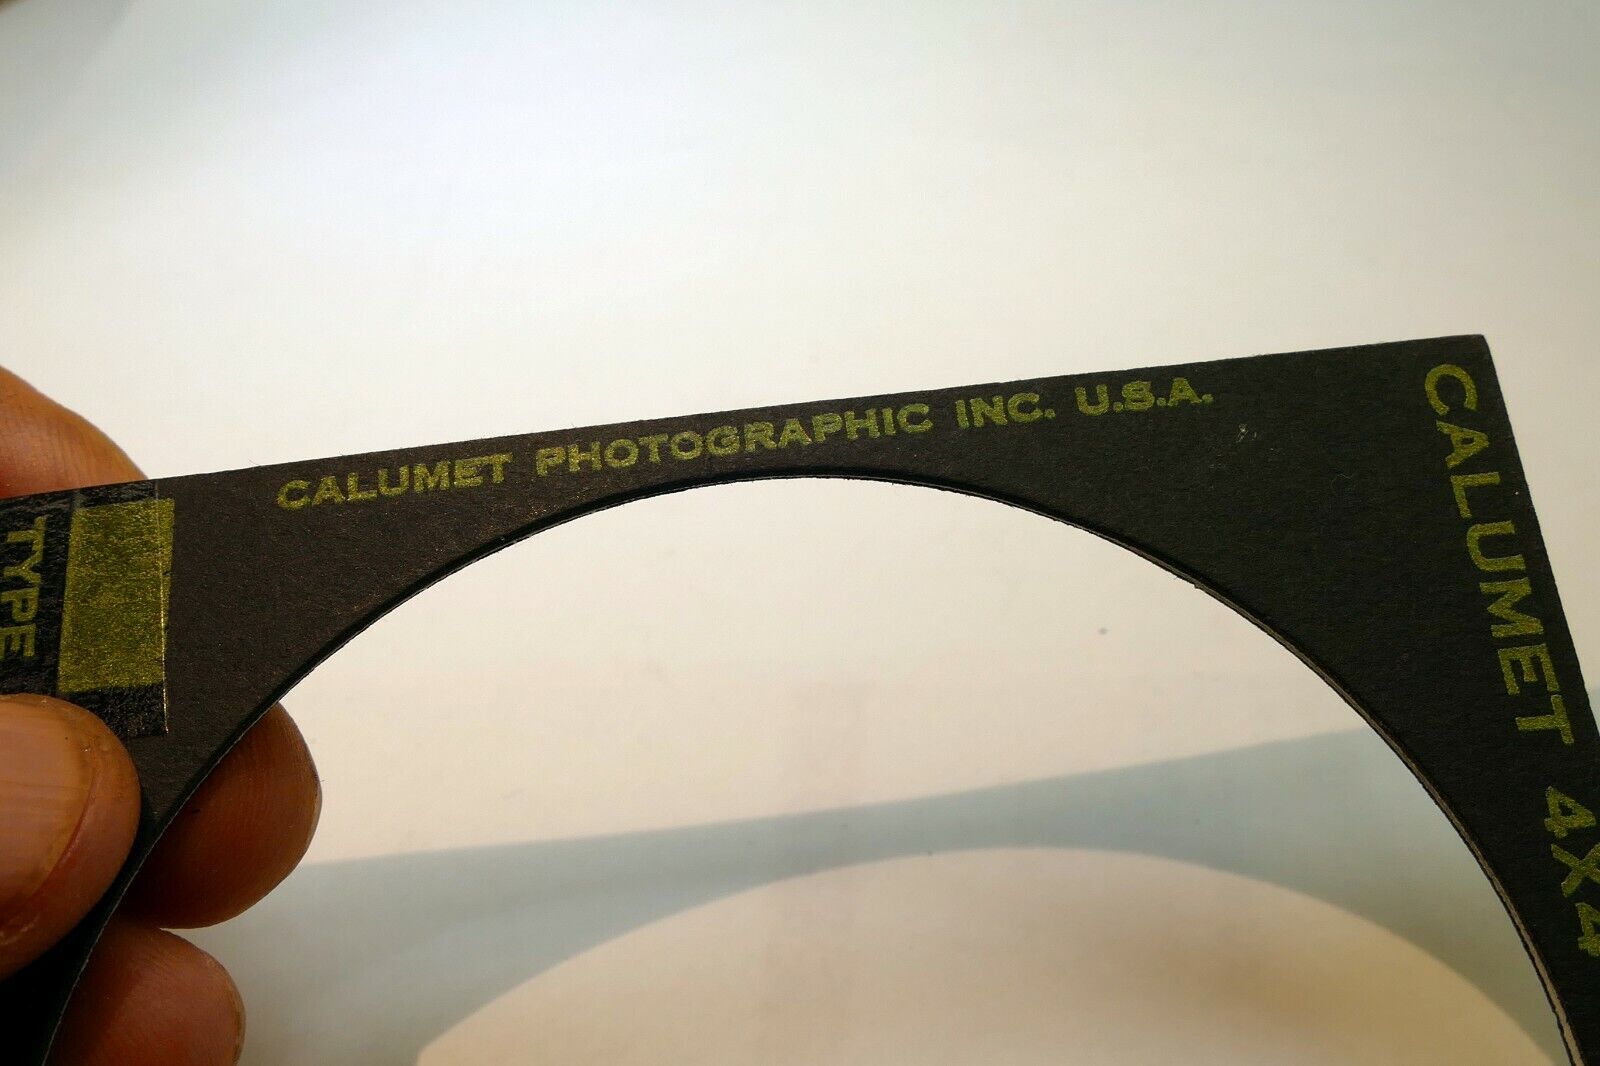 CALUMET PHOTOGRAPHIC INC. U.S.A.
CALUMET 4X4
TYPE